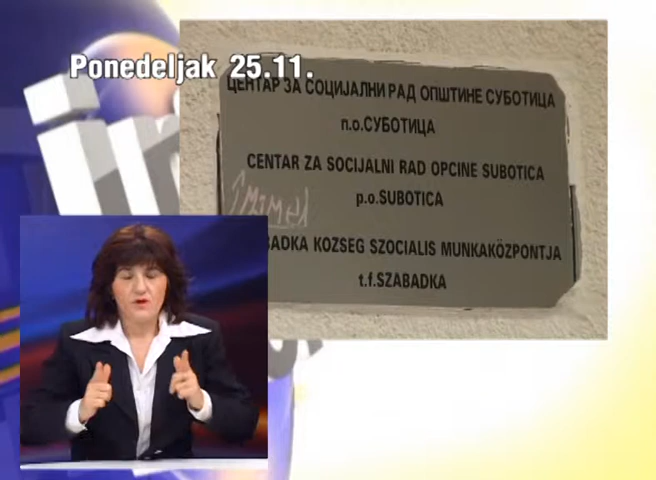 Ponedeljak 25.11.
ЦЕНТАР ЗА СОЦИЈАЛНИ РАД ОПШТИНЕ СУБОТИЦА
п.о.СУБОТИЦА
CENTAR ZA SOCIJALNI RAD OPCINE SUBOTICA
p.o.SUBOTICA
KOZSEG SZOCIALIS MUNKAKÖZPONTJA
t.f.SZABADKA